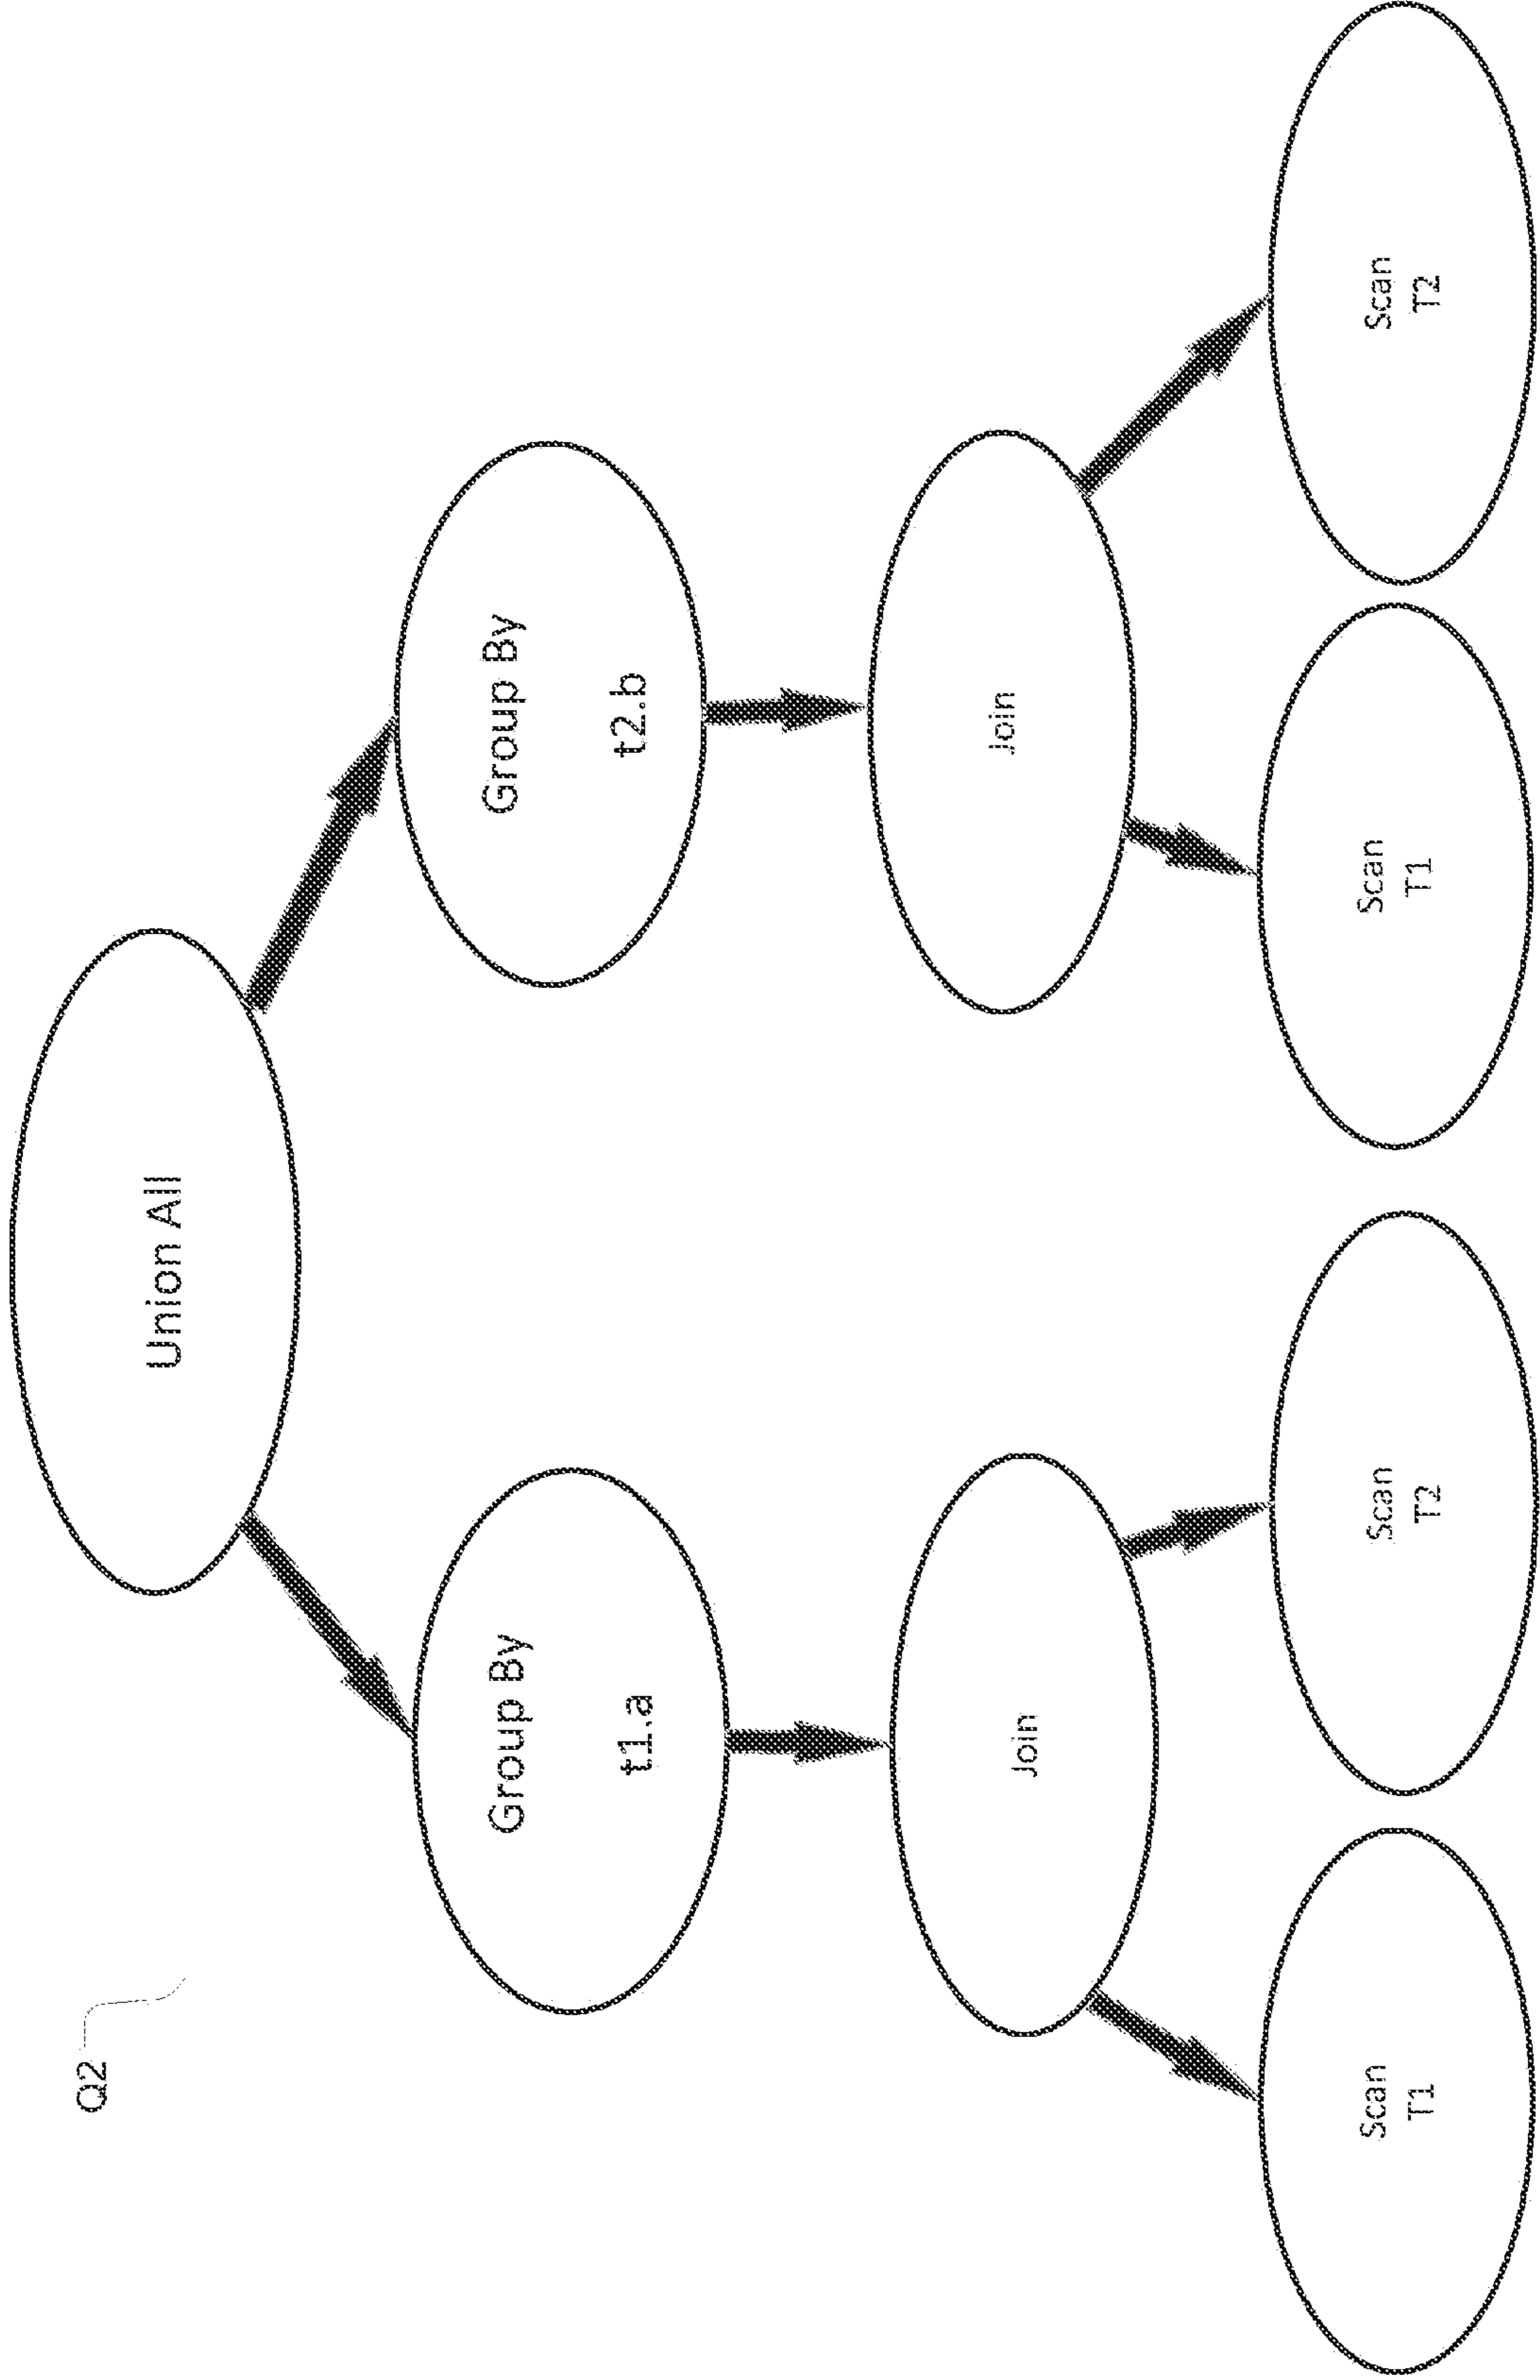 Q2
Union All
Group By
t1.a
Group By
t2.b
Join
Join
Scan
T1
Scan
T2
Scan
T1
Scan
T2